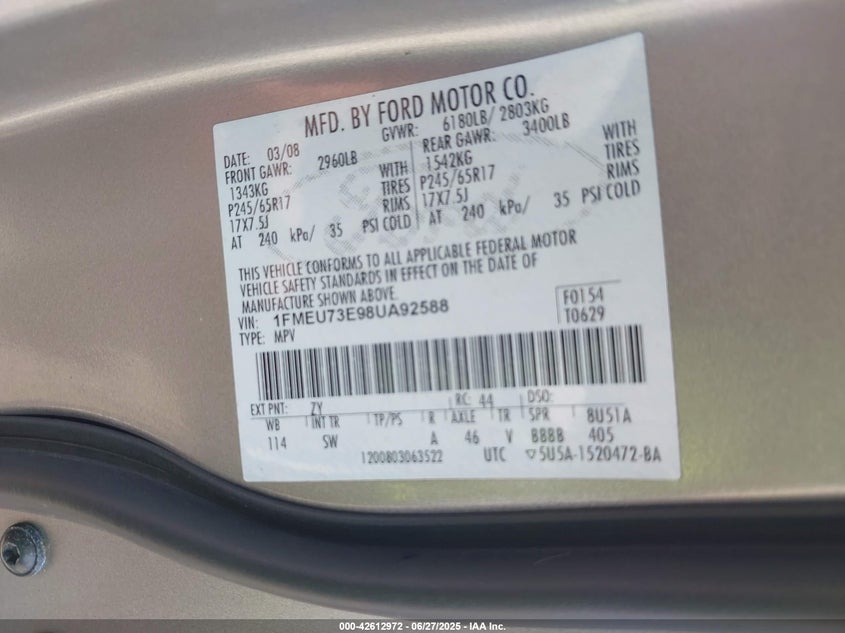 MFD. BY FORD MOTOR CO.
DATE: 03/08 GVWR: 6180LB/ 2803KG
FRONT GAWR: 2960LB REAR GAWR: 3400LB
1343KG WITH 1542KG WITH
P245/65R17 TIRES P245/65R17 TIRES
17X7.5J RIMS 17X7.5J RIMS
AT 240 kPa/ 35 PSI COLD AT 240 kPa/ 35 PSI COLD
THIS VEHICLE CONFORMS TO ALL APPLICABLE FEDERAL MOTOR
VEHICLE SAFETY STANDARDS IN EFFECT ON THE DATE OF
MANUFACTURE SHOWN ABOVE.
VIN: 1FMEU73E98UA92588 F0154
TYPE: MPV T0629
EXT PNT: ZY RC: 44 DSO:
WB INT TR TP/PS R AXLE TR SPR 8U51A
114 SW A 46 V BBBB 405
1200803063522 UTC ▽5U5A-1520472-BA
000-42612972 | 06/27/2025 - IAA Inc.